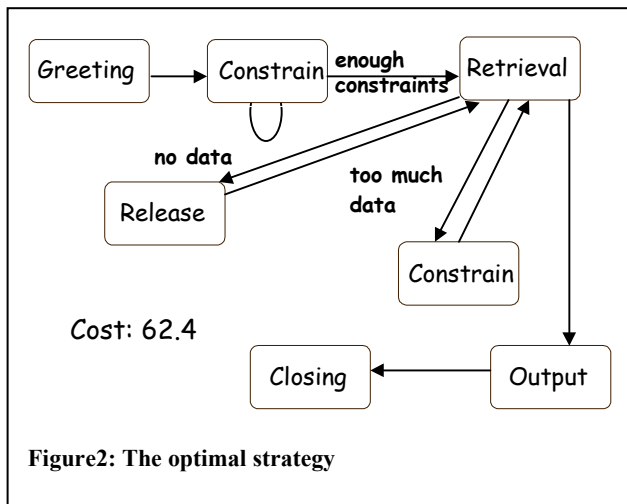 Greeting
Constrain
enough
constraints
Retrieval
no data
too much
data
Release
Constrain
Cost: 62.4
Closing
Output
Figure2: The optimal strategy